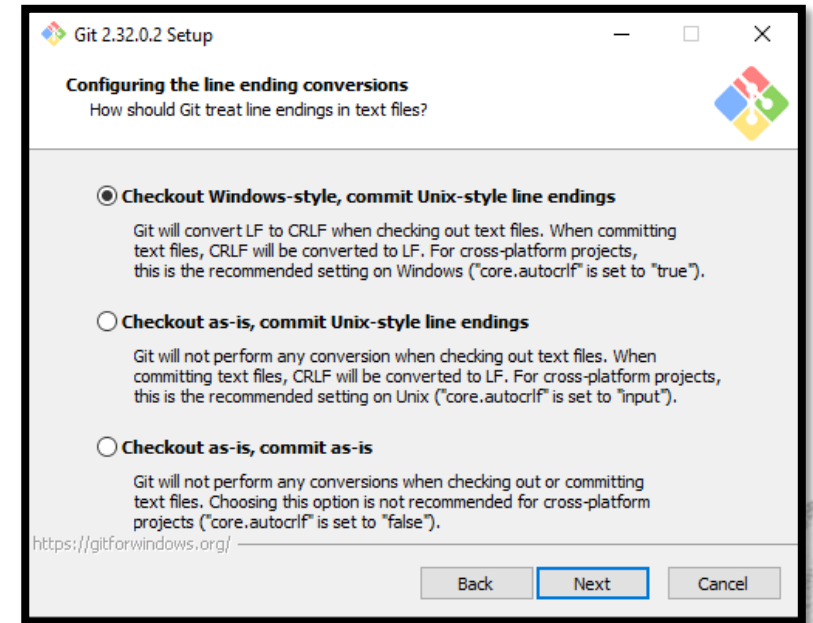 Git 2.32.0.2 Setup
Configuring the line ending conversions
How should Git treat line endings in text files?
Checkout Windows-style, commit Unix-style line endings
Git will convert LF to CRLF when checking out text files. When committing
text files, CRLF will be converted to LF. For cross-platform projects,
this is the recommended setting on Windows ("core.autocrlf" is set to "true").
Checkout as-is, commit Unix-style line endings
Git will not perform any conversion when checking out text files. When
committing text files, CRLF will be converted to LF. For cross-platform projects,
this is the recommended setting on Unix ("core.autocrlf" is set to "input").
Checkout as-is, commit as-is
Git will not perform any conversions when checking out or committing
text files. Choosing this option is not recommended for cross-platform
projects ("core.autocrlf" is set to "false").
https://gitforwindows.org/
Back Next Cancel